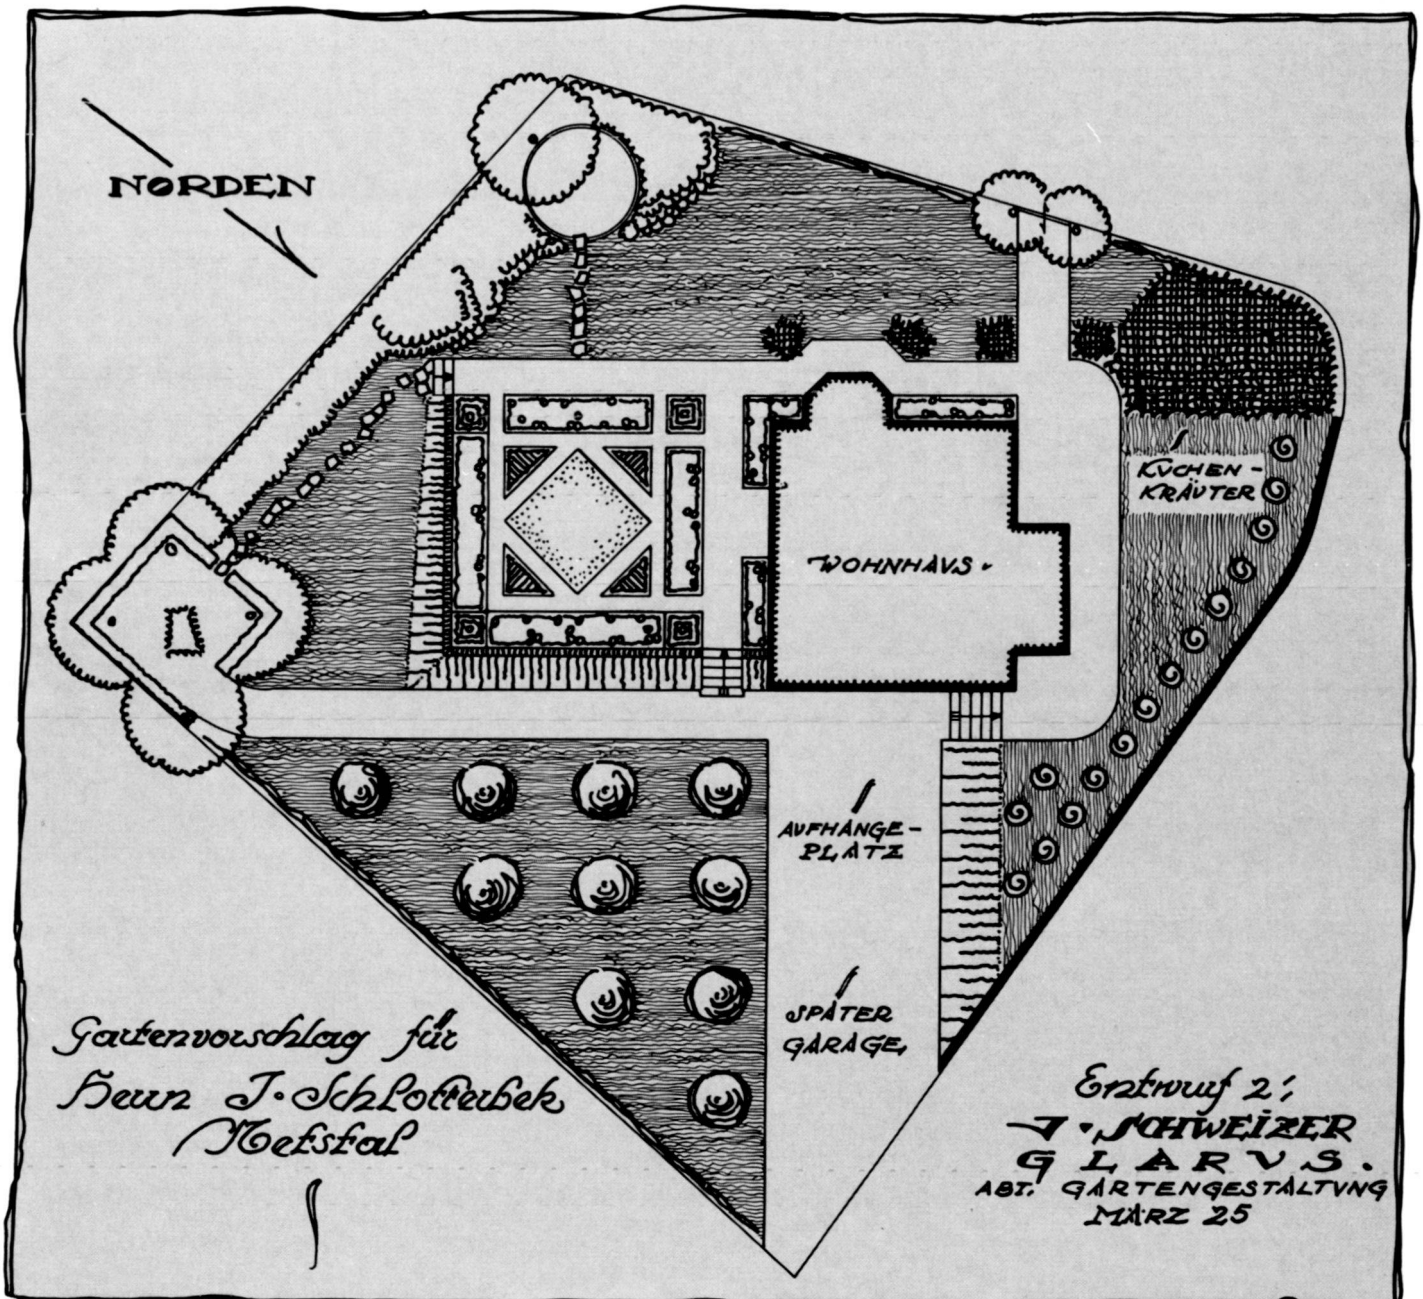 NORDEN
KÜCHEN-
KRÄUTER
WOHNHAUS.
AUFHÄNGE-
PLATZ
SPÄTER
GARAGE,
Gartenvorschlag für
Herrn J. Schlotterbek
Netstal
Entwurf 2;
J. SCHWEIZER
GLARUS.
ABT. GARTENGESTALTUNG
MÄRZ 25